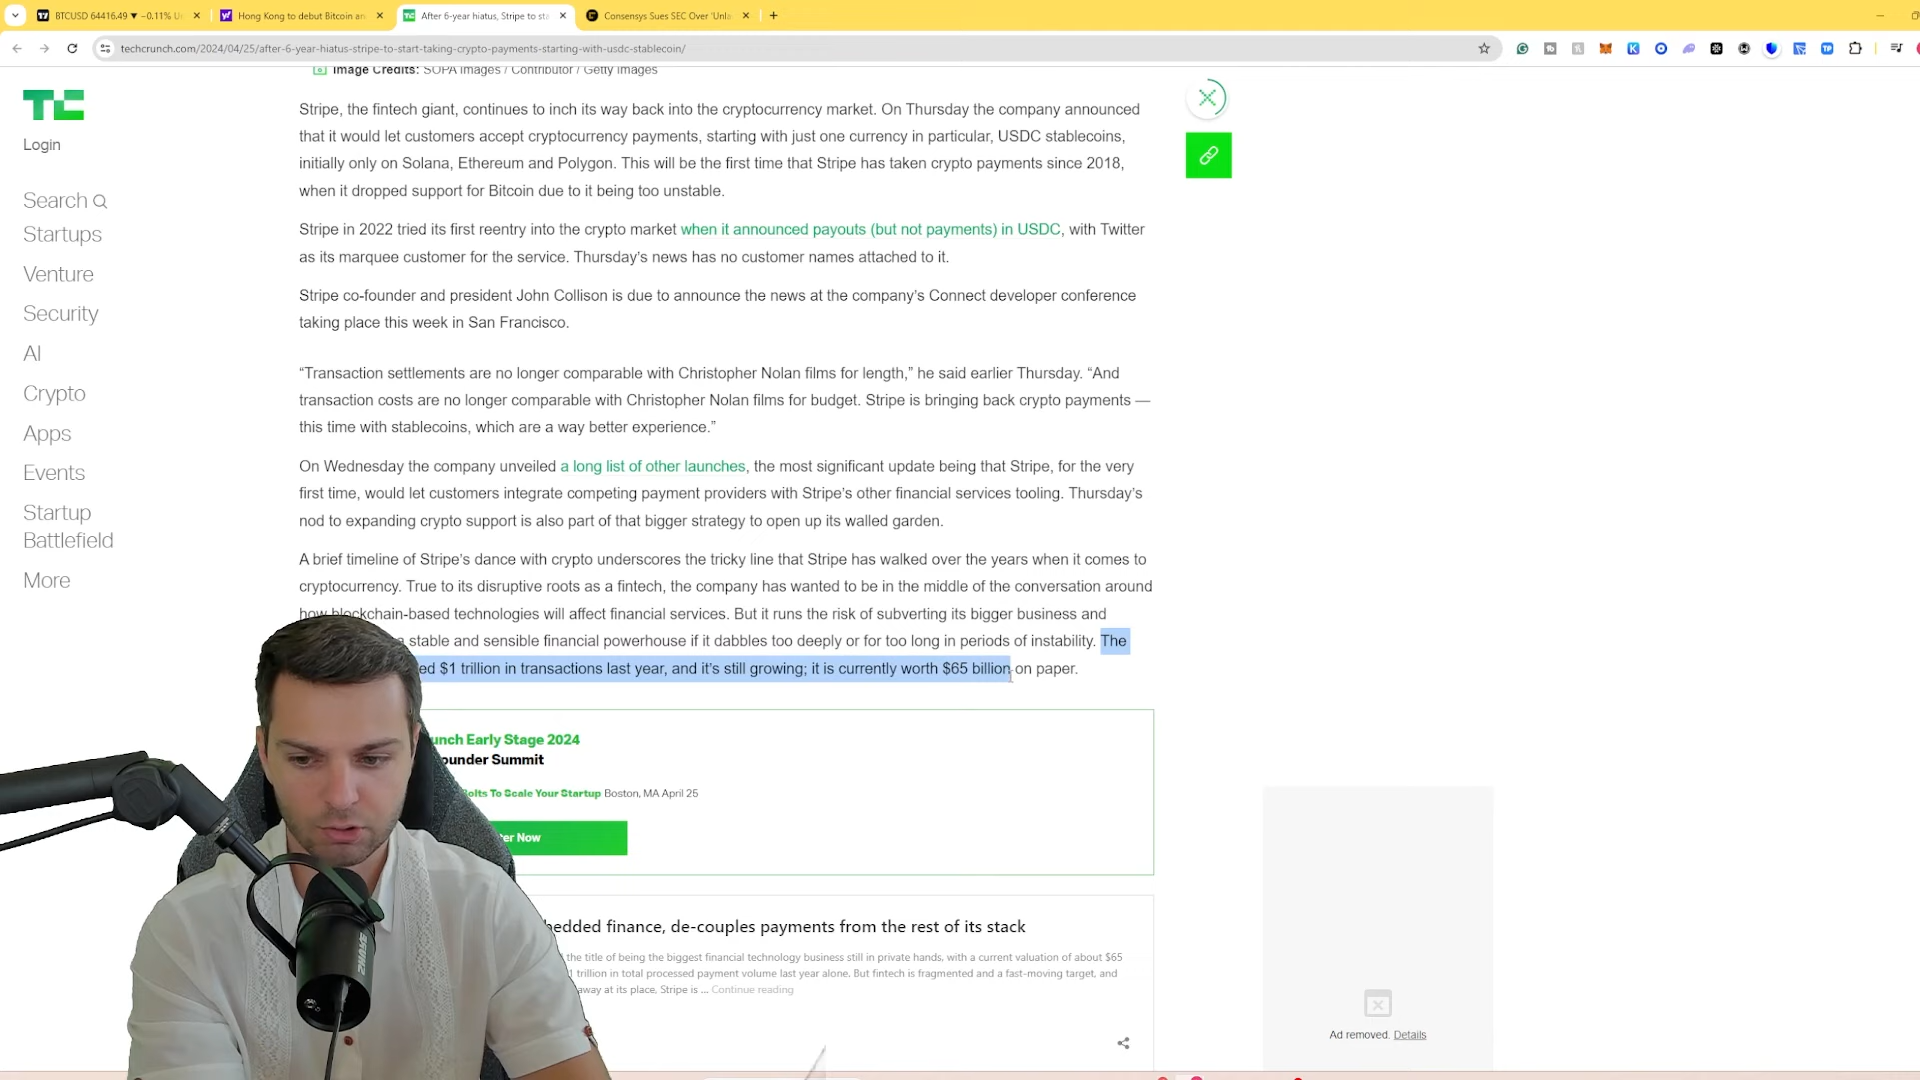 BTCUSD 64416.49 ▼ −0.11%
Hong Kong to debut Bitcoin an
After 6-year hiatus, Stripe to sta
Consensys Sues SEC Over 'Unla
techcrunch.com/2024/04/25/after-6-year-hiatus-stripe-to-start-taking-crypto-payments-starting-with-usdc-stablecoin/
Image Credits: SOPA Images / Contributor / Getty Images
TC
Login
Search
Startups
Venture
Security
AI
Crypto
Apps
Events
Startup
Battlefield
More
Stripe, the fintech giant, continues to inch its way back into the cryptocurrency market. On Thursday the company announced
that it would let customers accept cryptocurrency payments, starting with just one currency in particular, USDC stablecoins,
initially only on Solana, Ethereum and Polygon. This will be the first time that Stripe has taken crypto payments since 2018,
when it dropped support for Bitcoin due to it being too unstable.
Stripe in 2022 tried its first reentry into the crypto market when it announced payouts (but not payments) in USDC, with Twitter
as its marquee customer for the service. Thursday's news has no customer names attached to it.
Stripe co-founder and president John Collison is due to announce the news at the company's Connect developer conference
taking place this week in San Francisco.
“Transaction settlements are no longer comparable with Christopher Nolan films for length,” he said earlier Thursday. “And
transaction costs are no longer comparable with Christopher Nolan films for budget. Stripe is bringing back crypto payments —
this time with stablecoins, which are a way better experience.”
On Wednesday the company unveiled a long list of other launches, the most significant update being that Stripe, for the very
first time, would let customers integrate competing payment providers with Stripe's other financial services tooling. Thursday's
nod to expanding crypto support is also part of that bigger strategy to open up its walled garden.
A brief timeline of Stripe's dance with crypto underscores the tricky line that Stripe has walked over the years when it comes to
cryptocurrency. True to its disruptive roots as a fintech, the company has wanted to be in the middle of the conversation around
how blockchain-based technologies will affect financial services. But it runs the risk of subverting its bigger business and
a stable and sensible financial powerhouse if it dabbles too deeply or for too long in periods of instability. The
ed $1 trillion in transactions last year, and it's still growing; it is currently worth $65 billion on paper.
unch Early Stage 2024
ounder Summit
Bolts To Scale Your Startup Boston, MA April 25
er Now
bedded finance, de-couples payments from the rest of its stack
the title of being the biggest financial technology business still in private hands, with a current valuation of about $65
1 trillion in total processed payment volume last year alone. But fintech is fragmented and a fast-moving target, and
away at its place, Stripe is ... Continue reading
Ad removed. Details